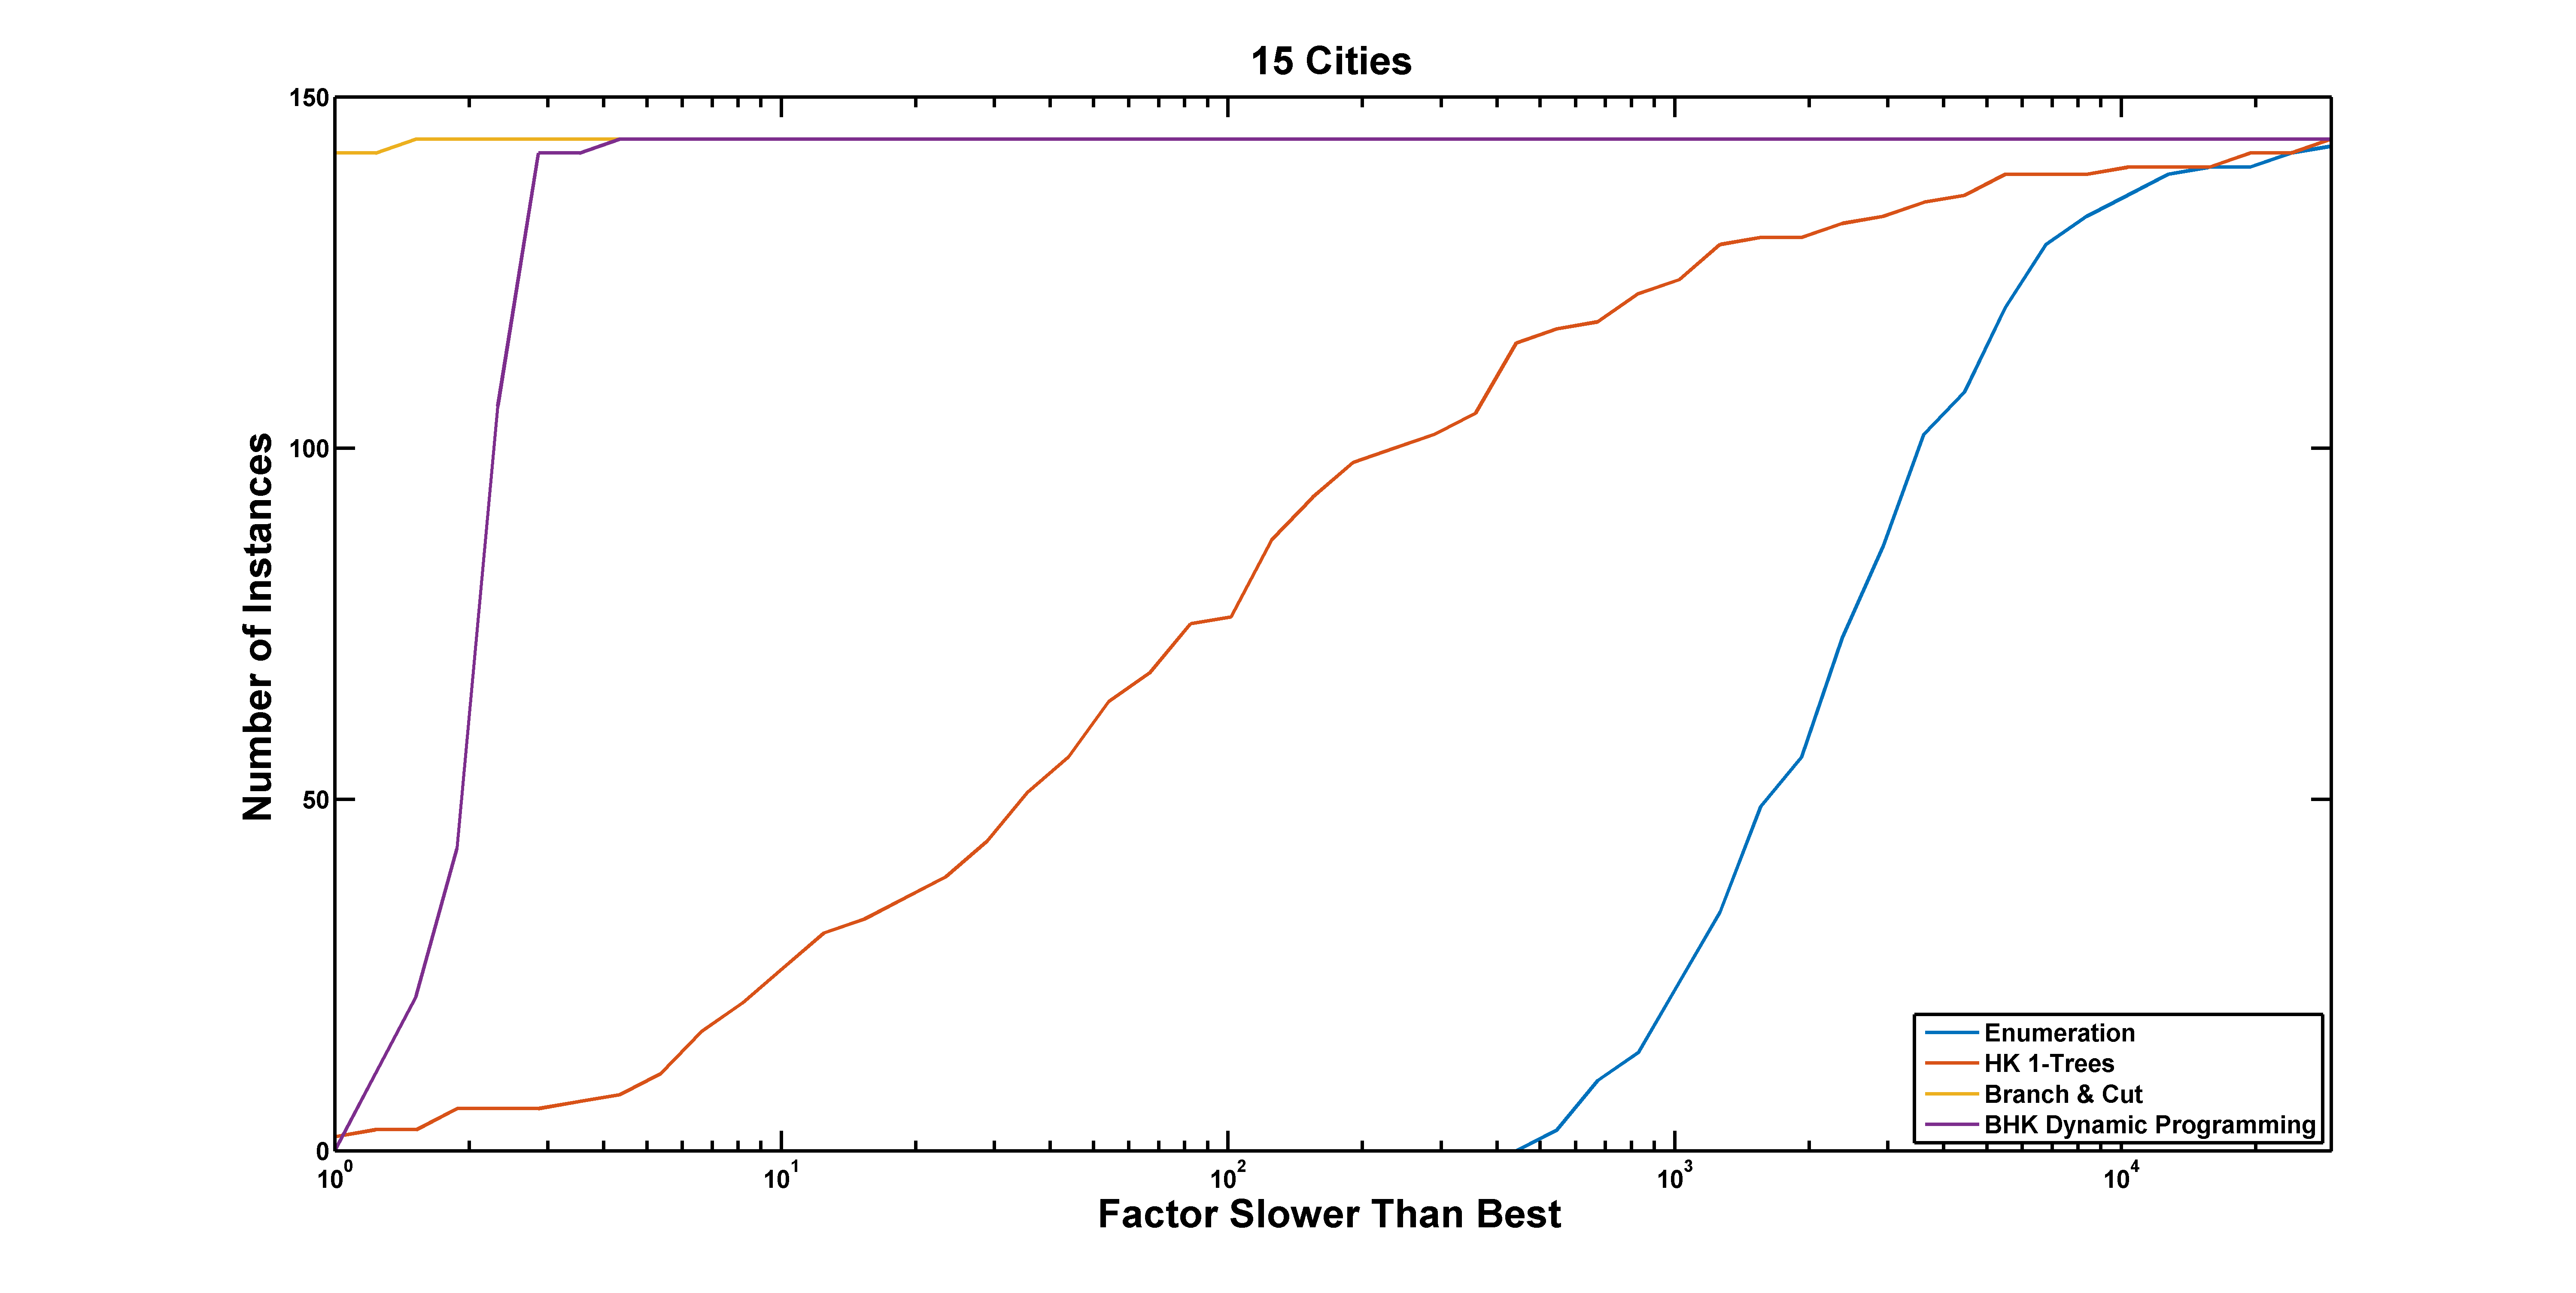 15 Cities
150
100
50
0
Number of Instances
10^0
10^1
10^2
10^3
10^4
Factor Slower Than Best
Enumeration
HK 1-Trees
Branch & Cut
BHK Dynamic Programming